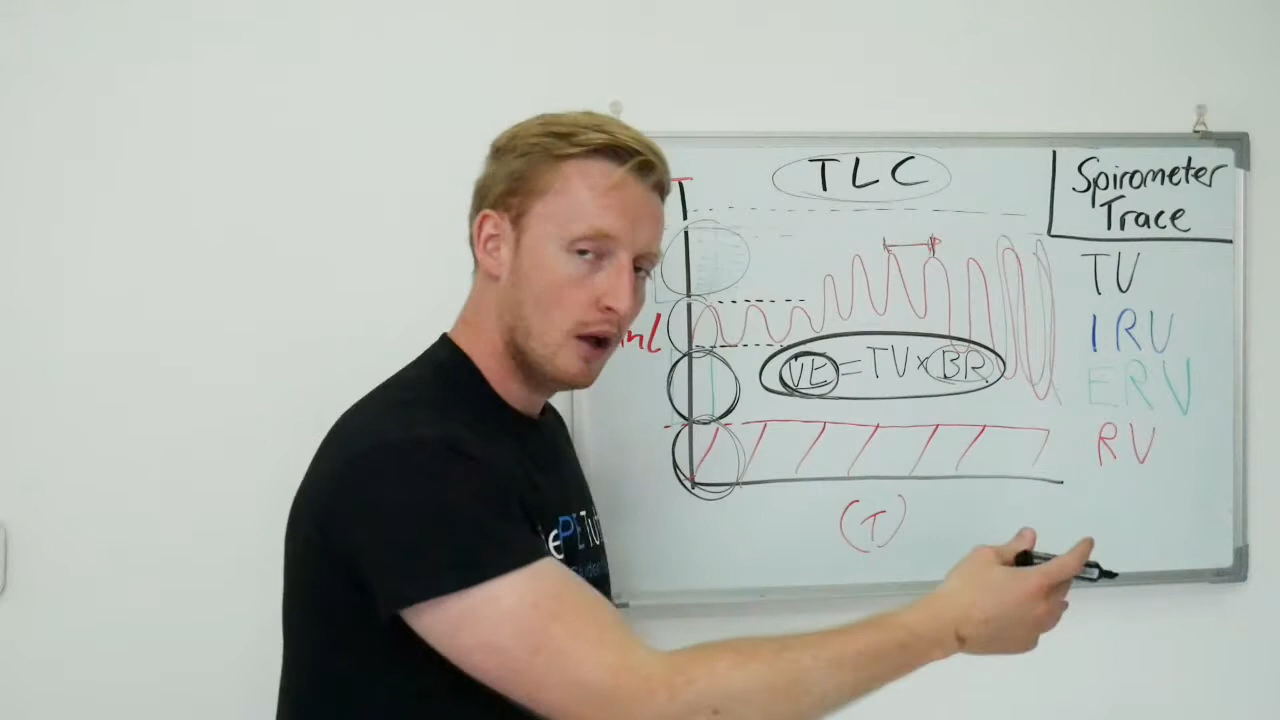 TLC
Spirometer
Trace
TV
IRV
ERV
RV
VE = TV × BR
(T)